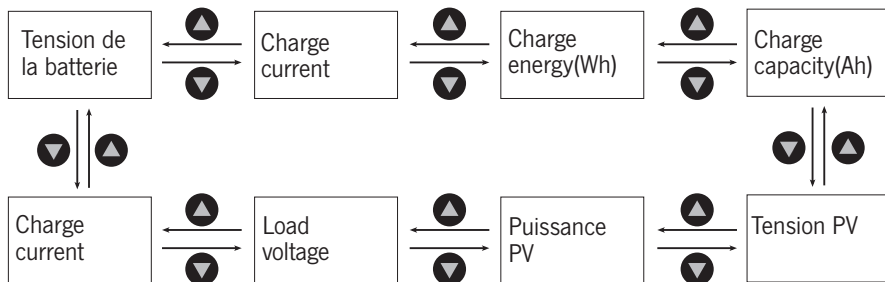 Tension de
la batterie
Charge
current
Charge
energy(Wh)
Charge
capacity(Ah)
Charge
current
Load
voltage
Puissance
PV
Tension PV